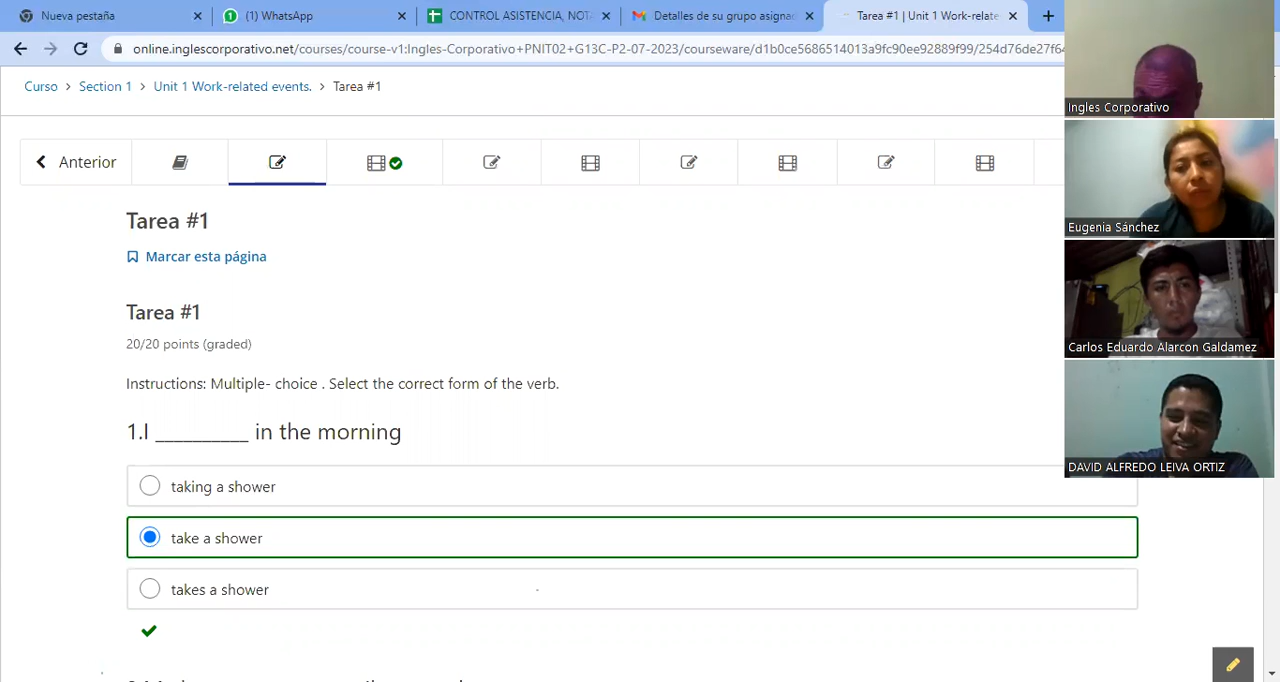 Nueva pestaña
(1) WhatsApp
CONTROL ASISTENCIA, NOTA
Detalles de su grupo asignad
Tarea #1 | Unit 1 Work-relate
online.inglescorporativo.net/courses/course-v1:Ingles-Corporativo+PNIT02+G13C-P2-07-2023/courseware/d1b0ce5686514013a9fc90ee92889f99/254d76de27f64
Curso > Section 1 > Unit 1 Work-related events. > Tarea #1
Anterior
Tarea #1
Marcar esta página
Tarea #1
20/20 points (graded)
Instructions: Multiple- choice . Select the correct form of the verb.
1.I __________ in the morning
taking a shower
take a shower
takes a shower
Ingles Corporativo
Eugenia Sánchez
Carlos Eduardo Alarcon Galdamez
DAVID ALFREDO LEIVA ORTIZ